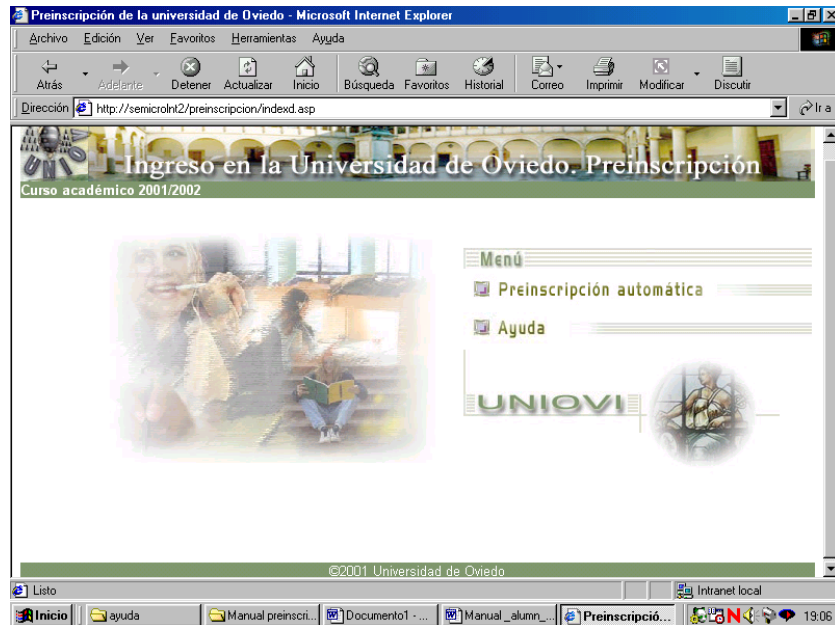 Preinscripción de la universidad de Oviedo - Microsoft Internet Explorer
Archivo Edición Ver Favoritos Herramientas Ayuda
Atrás Adelante Detener Actualizar Inicio Búsqueda Favoritos Historial Correo Imprimir Modificar Discutir
Dirección http://semicrolnt2/preinscripcion/indexd.asp Ir a
UNIOVI
Ingreso en la Universidad de Oviedo. Preinscripción
Curso académico 2001/2002
Menú
Preinscripción automática
Ayuda
UNIOVI
©2001 Universidad de Oviedo
Listo Intranet local
Inicio ayuda Manual preinscri... Documento1 - ... Manual_alumn_... Preinscripció... 19:06